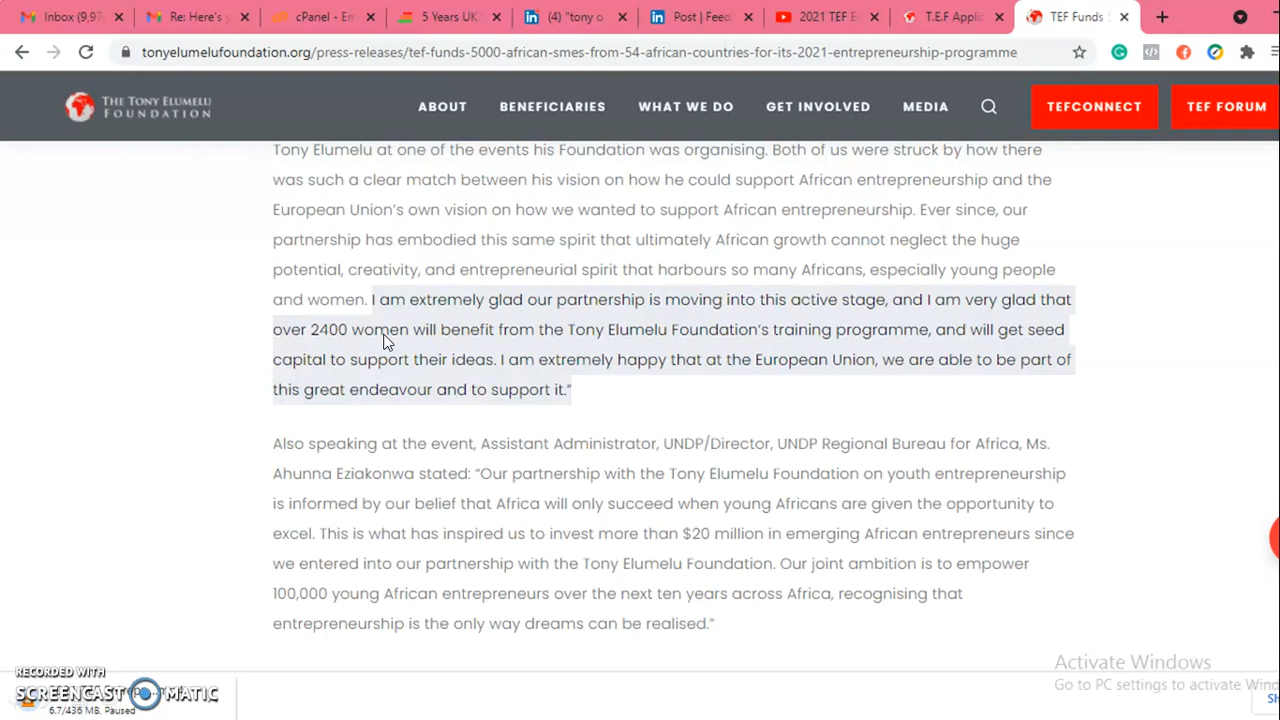 Inbox (9,97
Re: Here's y
cPanel - Em
5 Years UK
(4) "tony o
Post | Feed
2021 TEF E
T.E.F Applic
TEF Funds 5
tonyelumelufoundation.org/press-releases/tef-funds-5000-african-smes-from-54-african-countries-for-its-2021-entrepreneurship-programme
THE TONY ELUMELU
FOUNDATION
ABOUT
BENEFICIARIES
WHAT WE DO
GET INVOLVED
MEDIA
TEFCONNECT
TEF FORUM
Tony Elumelu at one of the events his Foundation was organising. Both of us were struck by how there
was such a clear match between his vision on how he could support African entrepreneurship and the
European Union's own vision on how we wanted to support African entrepreneurship. Ever since, our
partnership has embodied this same spirit that ultimately African growth cannot neglect the huge
potential, creativity, and entrepreneurial spirit that harbours so many Africans, especially young people
and women. I am extremely glad our partnership is moving into this active stage, and I am very glad that
over 2400 women will benefit from the Tony Elumelu Foundation's training programme, and will get seed
capital to support their ideas. I am extremely happy that at the European Union, we are able to be part of
this great endeavour and to support it."
Also speaking at the event, Assistant Administrator, UNDP/Director, UNDP Regional Bureau for Africa, Ms.
Ahunna Eziakonwa stated: "Our partnership with the Tony Elumelu Foundation on youth entrepreneurship
is informed by our belief that Africa will only succeed when young Africans are given the opportunity to
excel. This is what has inspired us to invest more than $20 million in emerging African entrepreneurs since
we entered into our partnership with the Tony Elumelu Foundation. Our joint ambition is to empower
100,000 young African entrepreneurs over the next ten years across Africa, recognising that
entrepreneurship is the only way dreams can be realised."
Activate Windows
Go to PC settings to activate Wind
RECORDED WITH
SCREENCAST MATIC
6.7/436 MB, Paused
Sh